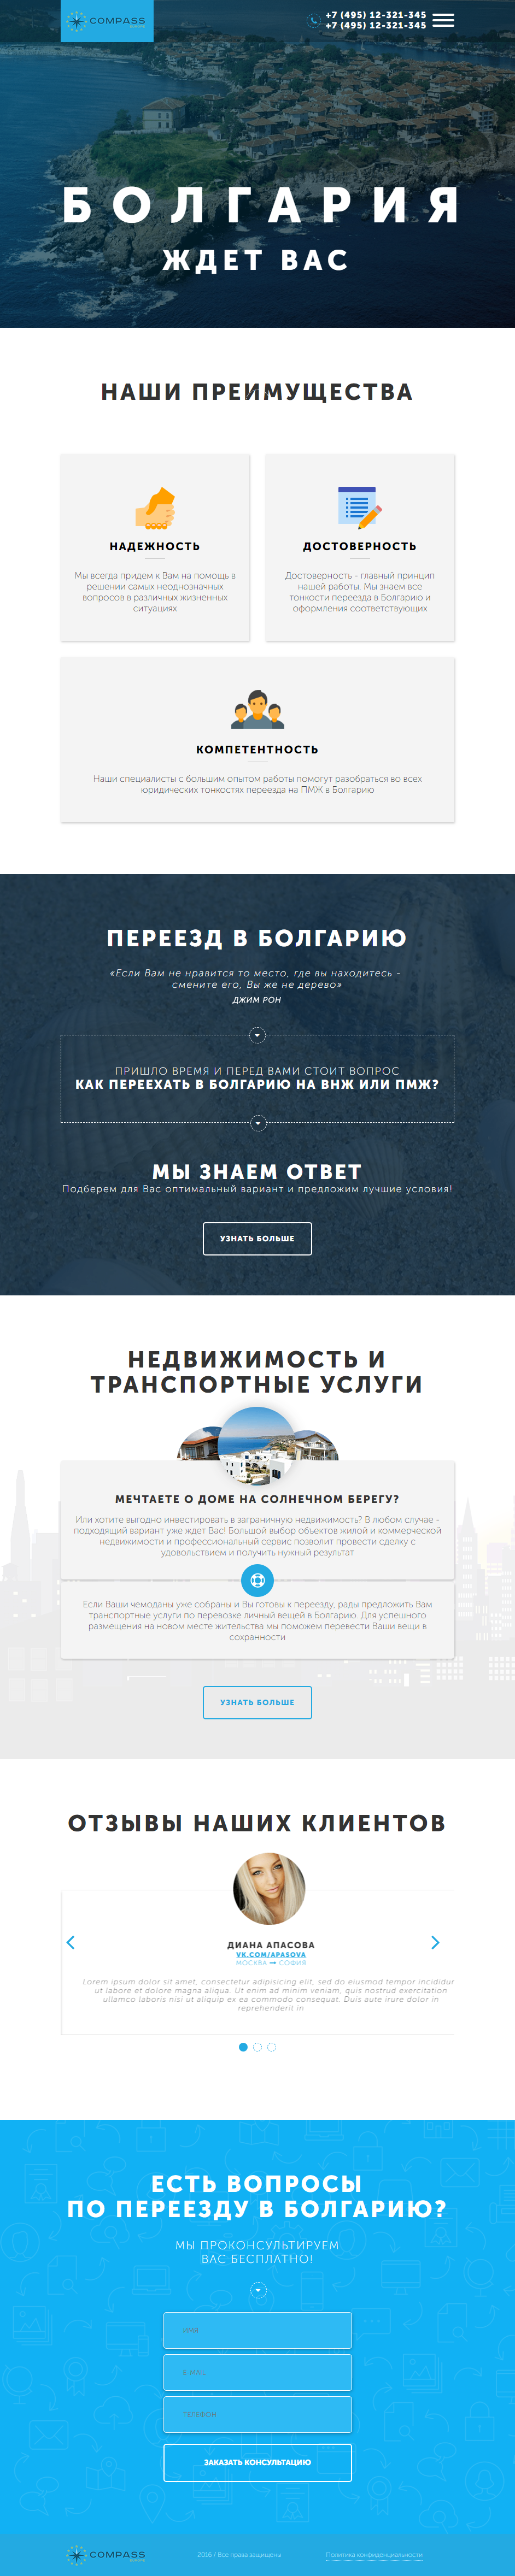 COMPASS
+7 (495) 12-321-345
+7 (495) 12-321-345
БОЛГАРИЯ
ЖДЕТ ВАС
НАШИ ПРЕИМУЩЕСТВА
НАДЕЖНОСТЬ
Мы всегда придем к Вам на помощь в
решении самых неоднозначных
вопросов в различных жизненных
ситуациях
ДОСТОВЕРНОСТЬ
Достоверность - главный принцип
нашей работы. Мы знаем все
тонкости переезда в Болгарию и
оформления соответствующих
КОМПЕТЕНТНОСТЬ
Наши специалисты с большим опытом работы помогут разобраться во всех
юридических тонкостях переезда на ПМЖ в Болгарию
ПЕРЕЕЗД В БОЛГАРИЮ
«Если Вам не нравится то место, где вы находитесь -
смените его, Вы же не дерево»
ДЖИМ РОН
ПРИШЛО ВРЕМЯ И ПЕРЕД ВАМИ СТОИТ ВОПРОС
КАК ПЕРЕЕХАТЬ В БОЛГАРИЮ НА ВНЖ ИЛИ ПМЖ?
МЫ ЗНАЕМ ОТВЕТ
Подберем для Вас оптимальный вариант и предложим лучшие условия!
УЗНАТЬ БОЛЬШЕ
НЕДВИЖИМОСТЬ И
ТРАНСПОРТНЫЕ УСЛУГИ
МЕЧТАЕТЕ О ДОМЕ НА СОЛНЕЧНОМ БЕРЕГУ?
Или хотите выгодно инвестировать в заграничную недвижимость? В любом случае -
подходящий вариант уже ждет Вас! Большой выбор объектов жилой и коммерческой
недвижимости и профессиональный сервис позволит провести сделку с
удовольствием и получить нужный результат
Если Ваши чемоданы уже собраны и Вы готовы к переезду, рады предложить Вам
транспортные услуги по перевозке личный вещей в Болгарию. Для успешного
размещения на новом месте жительства мы поможем перевести Ваши вещи в
сохранности
УЗНАТЬ БОЛЬШЕ
ОТЗЫВЫ НАШИХ КЛИЕНТОВ
ДИАНА АПАСОВА
VK.COM/APASOVA
МОСКВА ➞ СОФИЯ
Lorem ipsum dolor sit amet, consectetur adipisicing elit, sed do eiusmod tempor incididur
ut labore et dolore magna aliqua. Ut enim ad minim veniam, quis nostrud exercitation
ullamco laboris nisi ut aliquip ex ea commodo consequat. Duis aute irure dolor in
reprehenderit in
ЕСТЬ ВОПРОСЫ
ПО ПЕРЕЕЗДУ В БОЛГАРИЮ?
МЫ ПРОКОНСУЛЬТИРУЕМ
ВАС БЕСПЛАТНО!
ИМЯ
E-MAIL
ТЕЛЕФОН
ЗАКАЗАТЬ КОНСУЛЬТАЦИЮ
COMPASS
2016 / Все права защищены
Политика конфиденциальности